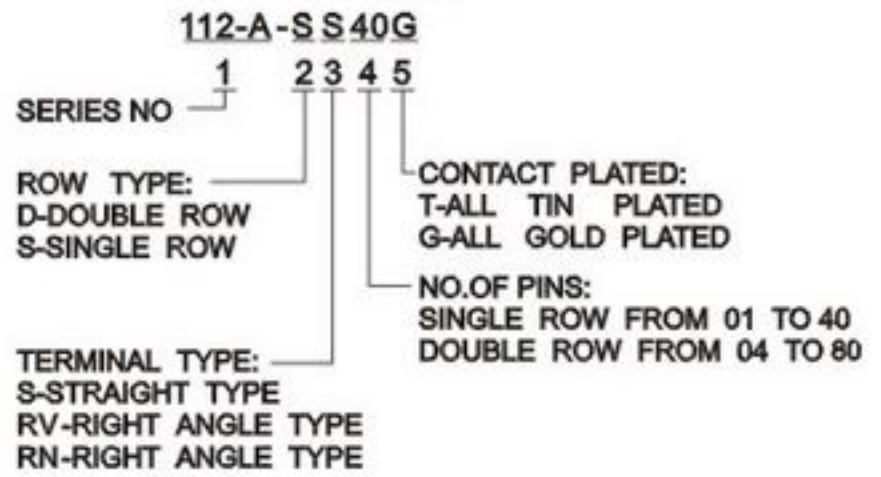 112-A-SS40G
1 2 3 4 5
SERIES NO
ROW TYPE:
D-DOUBLE ROW
S-SINGLE ROW
CONTACT PLATED:
T-ALL TIN PLATED
G-ALL GOLD PLATED
NO.OF PINS:
SINGLE ROW FROM 01 TO 40
DOUBLE ROW FROM 04 TO 80
TERMINAL TYPE:
S-STRAIGHT TYPE
RV-RIGHT ANGLE TYPE
RN-RIGHT ANGLE TYPE